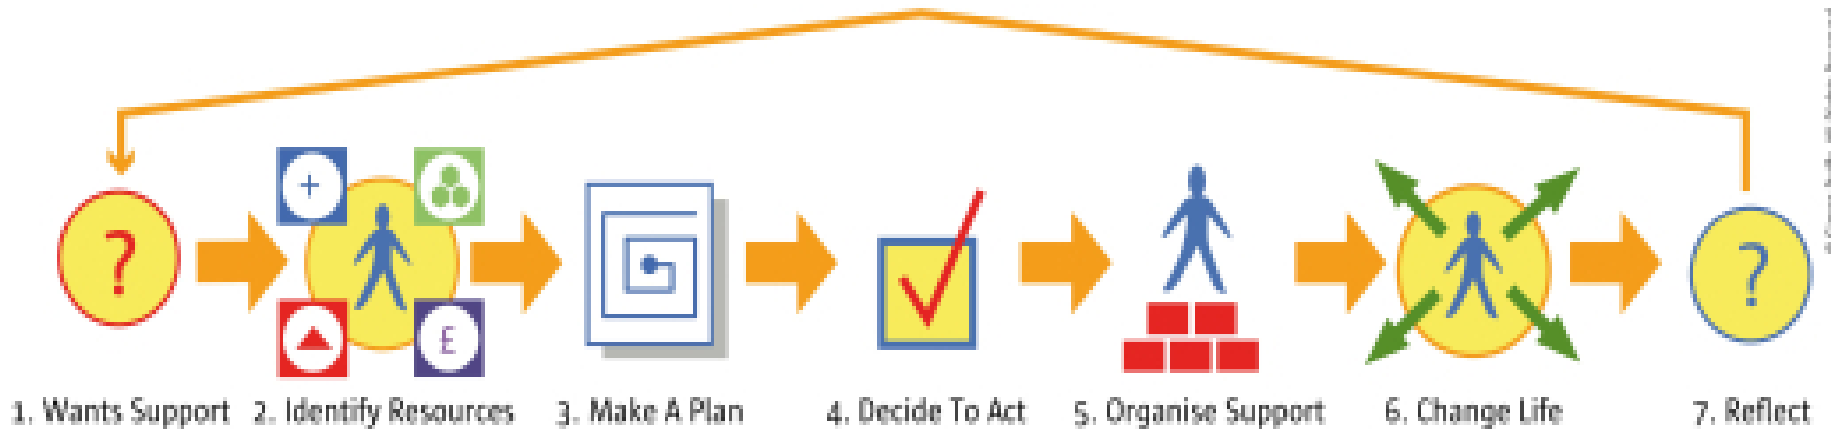 ?
+
£
?
1. Wants Support
2. Identify Resources
3. Make A Plan
4. Decide To Act
5. Organise Support
6. Change Life
7. Reflect